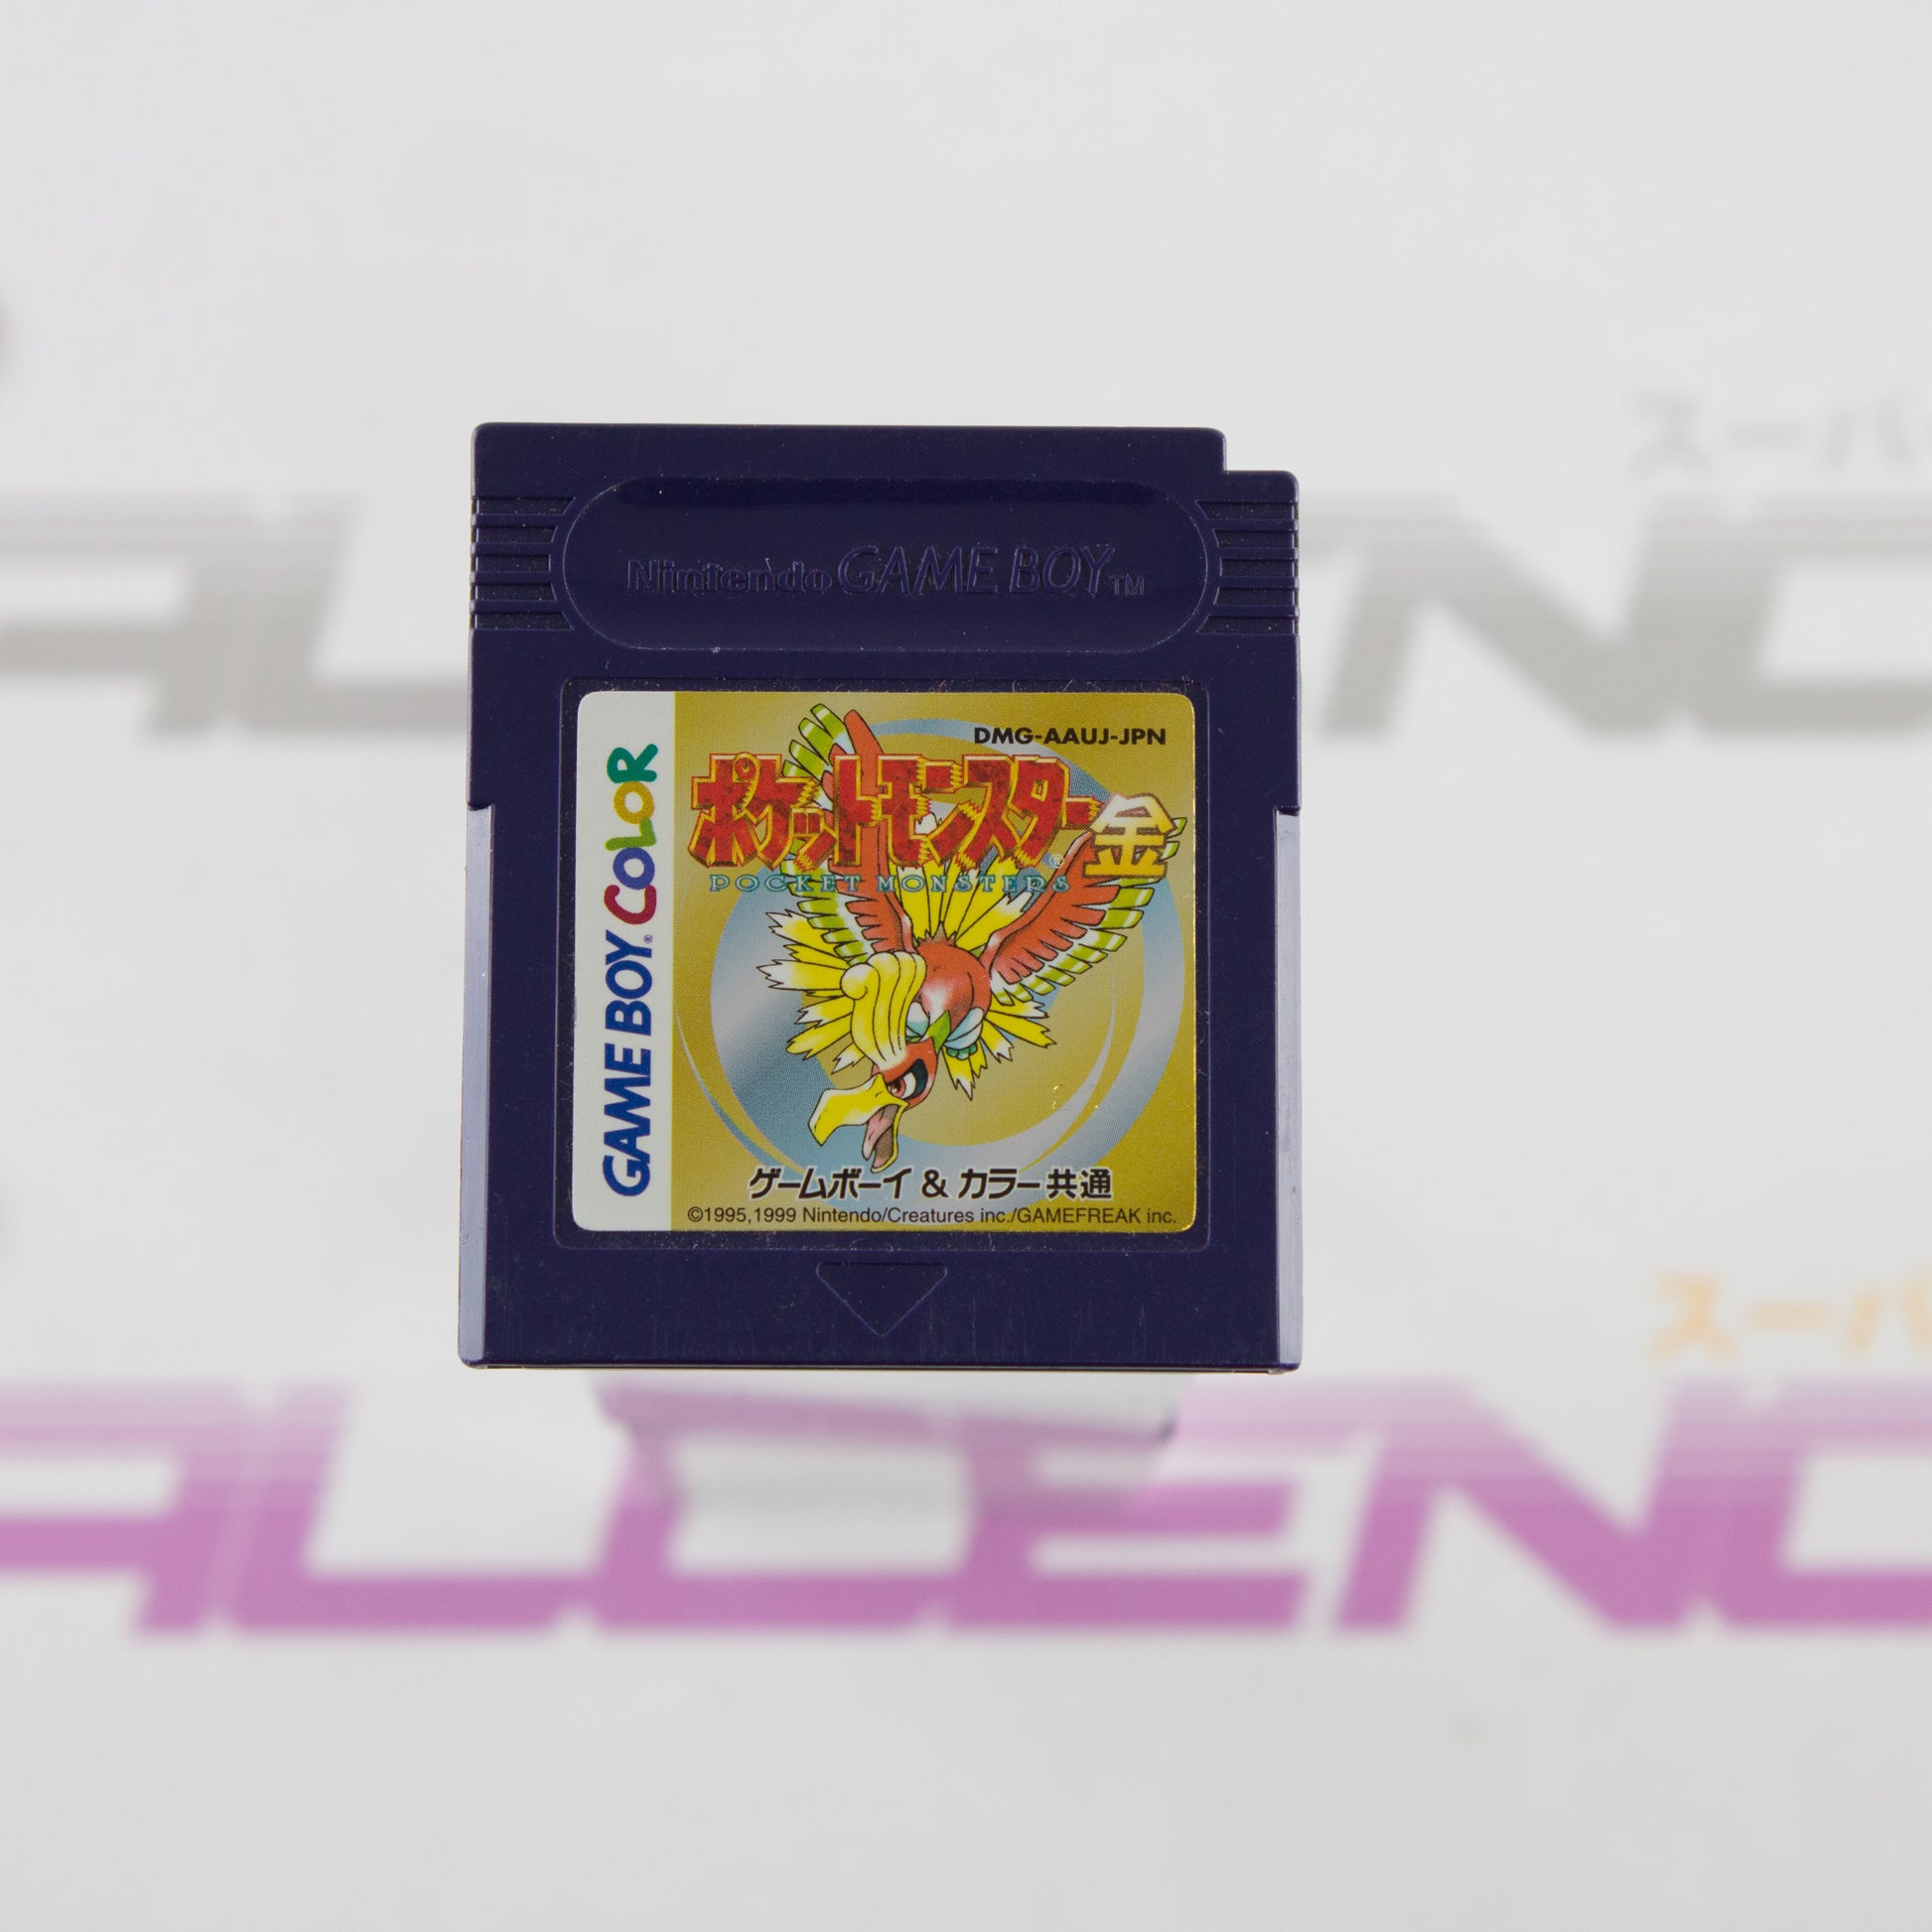 Nintendo GAME BOY TM
GAME BOY® COLOR
DMG-AAUJ-JPN
ポケットモンスター® 金
POCKET MONSTERS
ゲームボーイ & カラー共通
©1995,1999 Nintendo/Creatures inc./GAMEFREAK inc.